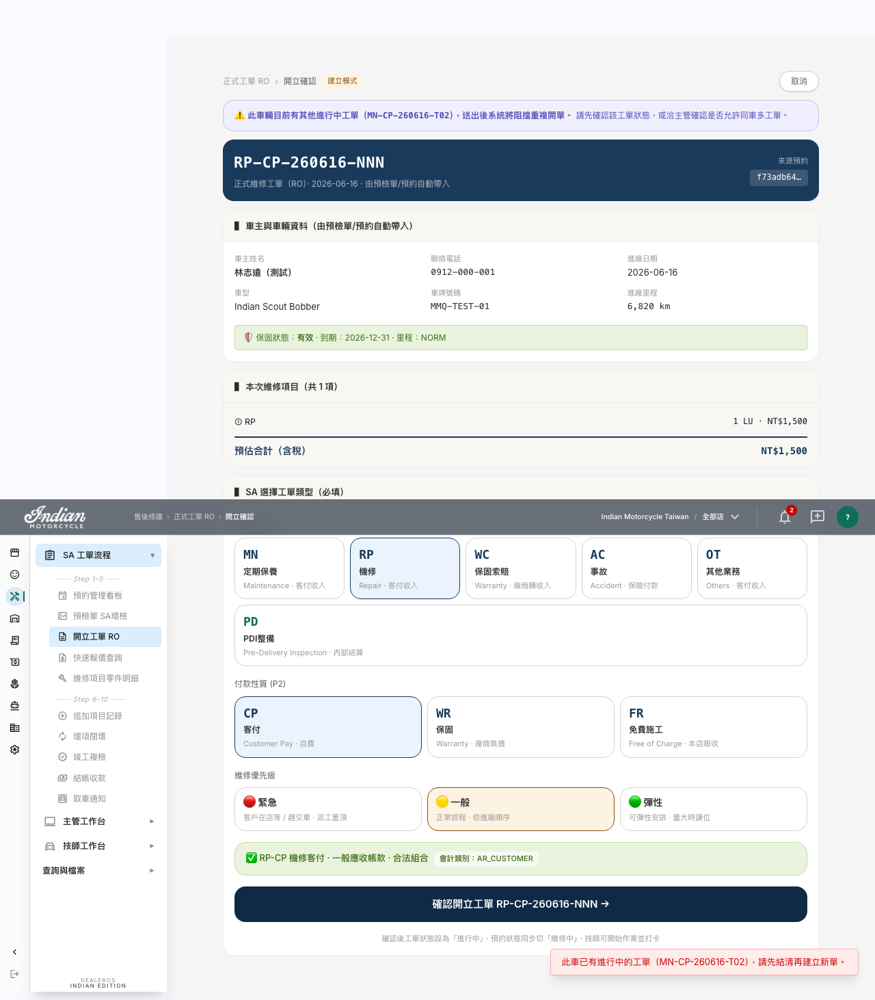 正式工單 RO › 開立確認 建立模式 取消
⚠️ 此車輛目前有其他進行中工單（MN-CP-260616-T02），送出後系統將阻擋重複開單。 請先確認該工單狀態，或洽主管確認是否允許同車多工單。
RP-CP-260616-NNN
正式維修工單（RO）· 2026-06-16 · 由預檢單/預約自動帶入
來源預約
f73adb64…
車主與車輛資料（由預檢單/預約自動帶入）
車主姓名 聯絡電話 進廠日期
林志遠（測試） 0912-000-001 2026-06-16
車型 車牌號碼 進廠里程
Indian Scout Bobber MMQ-TEST-01 6,820 km
保固狀態：有效 · 到期：2026-12-31 · 里程：NORM
本次維修項目（共 1 項）
① RP 1 LU · NT$1,500
預估合計（含稅） NT$1,500
SA 選擇工單類型（必填）
Indian
MOTORCYCLE
售後修護 › 正式工單 RO › 開立確認
Indian Motorcycle Taiwan / 全部店
2
?
SA 工單流程
Step 1–5
預約管理看板
預檢單 SA環檢
開立工單 RO
快速報價查詢
維修項目零件明細
Step 6–10
追加項目記錄
增項閉環
竣工複檢
結帳收款
取車通知
主管工作台
技師工作台
查詢與檔案
DEALEROS
INDIAN EDITION
MN
定期保養
Maintenance · 客付收入
RP
機修
Repair · 客付收入
WC
保固索賠
Warranty · 廠商轉收入
AC
事故
Accident · 保險付款
OT
其他業務
Others · 客付收入
PD
PDI整備
Pre-Delivery Inspection · 內部結算
付款性質 (P2)
CP
客付
Customer Pay · 自費
WR
保固
Warranty · 廠商負擔
FR
免費施工
Free of Charge · 本店吸收
維修優先級
緊急
客戶在店等 / 趕交車 · 派工置頂
一般
正常排程 · 依進廠順序
彈性
可彈性安排 · 量大時讓位
✅ RP-CP 機修客付 · 一般應收帳款 · 合法組合 會計類別：AR_CUSTOMER
確認開立工單 RP-CP-260616-NNN →
確認後工單狀態設為「進行中」、預約狀態同步切「維修中」、技師可開始作業並打卡
此車已有進行中的工單（MN-CP-260616-T02），請先結清再建立新單。